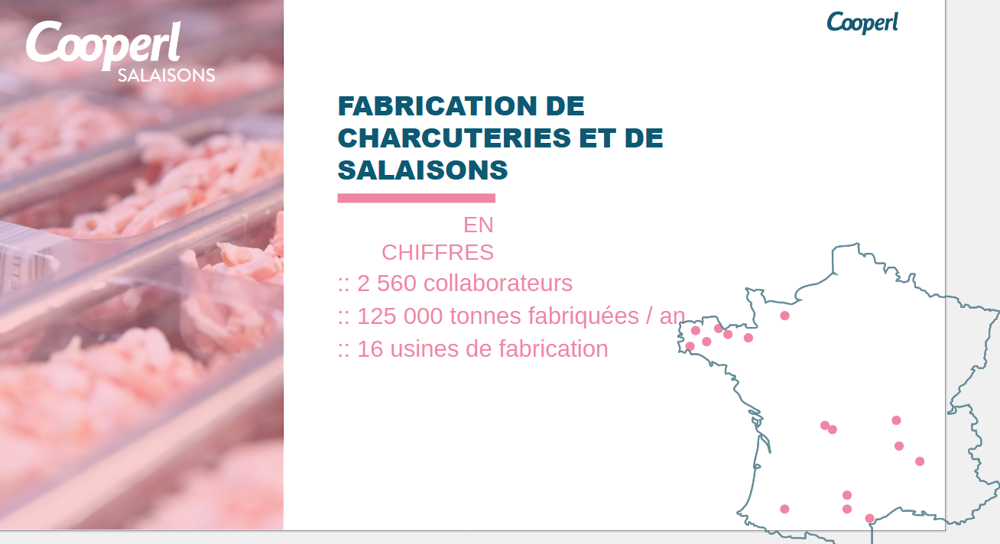 Cooperl
SALAISONS
Cooperl
FABRICATION DE
CHARCUTERIES ET DE
SALAISONS
EN
CHIFFRES
:: 2 560 collaborateurs
:: 125 000 tonnes fabriquées / an
:: 16 usines de fabrication